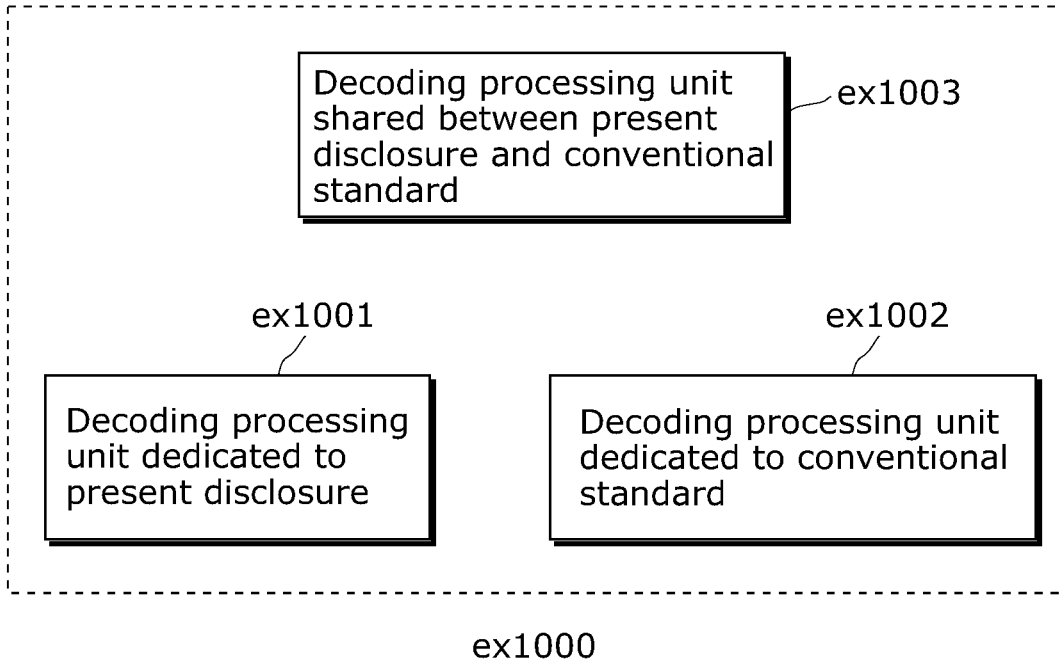 Decoding processing unit
shared between present
disclosure and conventional
standard
ex1003
ex1001
ex1002
Decoding processing
unit dedicated to
present disclosure
Decoding processing unit
dedicated to conventional
standard
ex1000